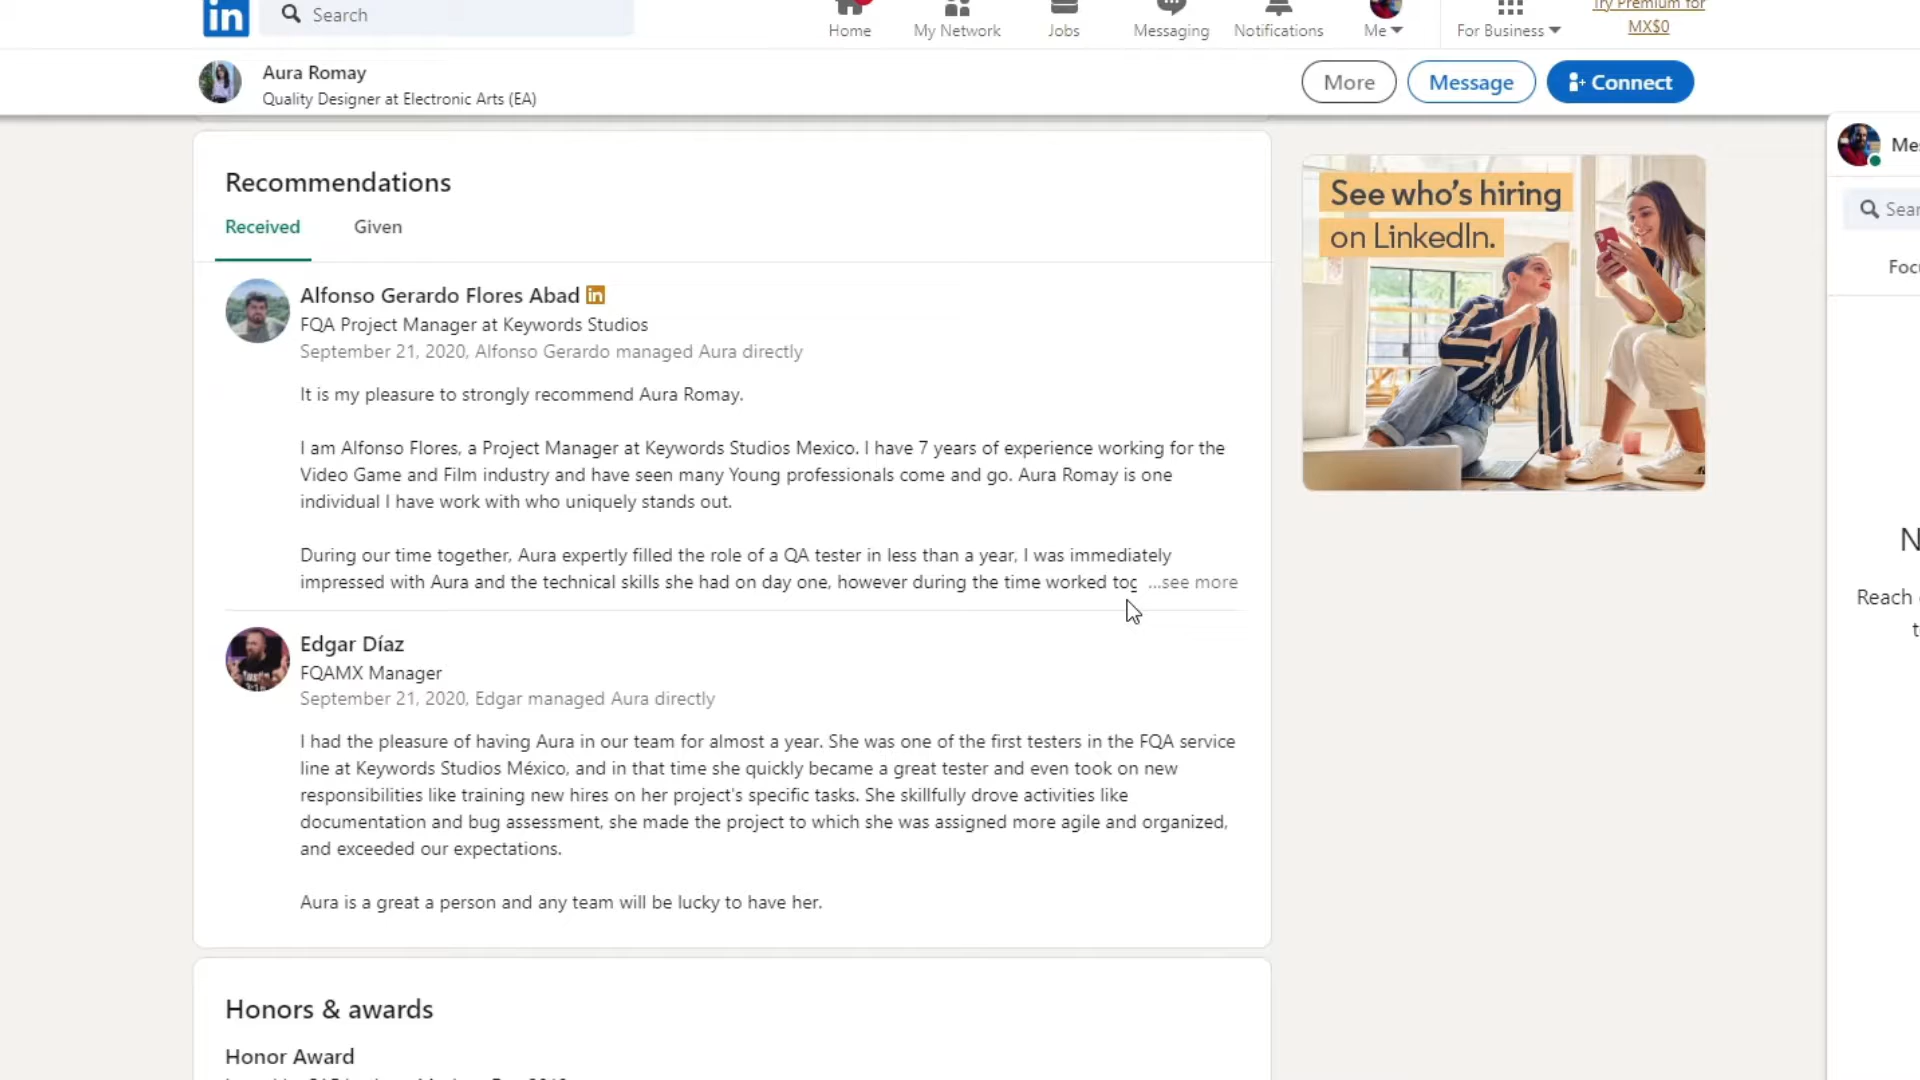 in
Search
Home
My Network
Jobs
Messaging
Notifications
Me
For Business
Try Premium for
MX$0
Aura Romay
Quality Designer at Electronic Arts (EA)
More
Message
Connect
Recommendations
Received
Given
Alfonso Gerardo Flores Abad in
FQA Project Manager at Keywords Studios
September 21, 2020, Alfonso Gerardo managed Aura directly
It is my pleasure to strongly recommend Aura Romay.
I am Alfonso Flores, a Project Manager at Keywords Studios Mexico. I have 7 years of experience working for the
Video Game and Film industry and have seen many Young professionals come and go. Aura Romay is one
individual I have work with who uniquely stands out.
During our time together, Aura expertly filled the role of a QA tester in less than a year, I was immediately
impressed with Aura and the technical skills she had on day one, however during the time worked tog ...see more
Edgar Díaz
FQAMX Manager
September 21, 2020, Edgar managed Aura directly
I had the pleasure of having Aura in our team for almost a year. She was one of the first testers in the FQA service
line at Keywords Studios México, and in that time she quickly became a great tester and even took on new
responsibilities like training new hires on her project's specific tasks. She skillfully drove activities like
documentation and bug assessment, she made the project to which she was assigned more agile and organized,
and exceeded our expectations.
Aura is a great a person and any team will be lucky to have her.
Honors & awards
Honor Award
See who's hiring
on LinkedIn.
Mes
Sear
Focu
N
Reach
t